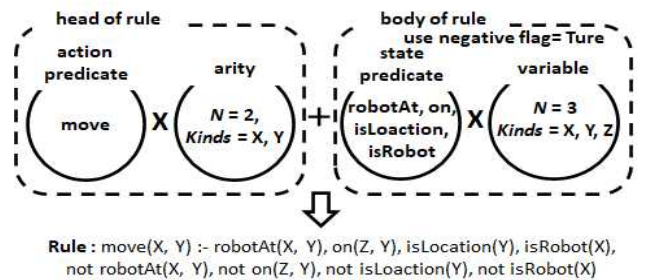 head of rule
body of rule
use negative flag= Ture
action
predicate
arity
state
predicate
variable
move
X
N = 2,
Kinds = X, Y
+
robotAt, on,
isLoaction,
isRobot
X
N = 3
Kinds = X, Y, Z
Rule : move(X, Y) :- robotAt(X, Y), on(Z, Y), isLocation(Y), isRobot(X),
not robotAt(X, Y), not on(Z, Y), not isLoaction(Y), not isRobot(X)